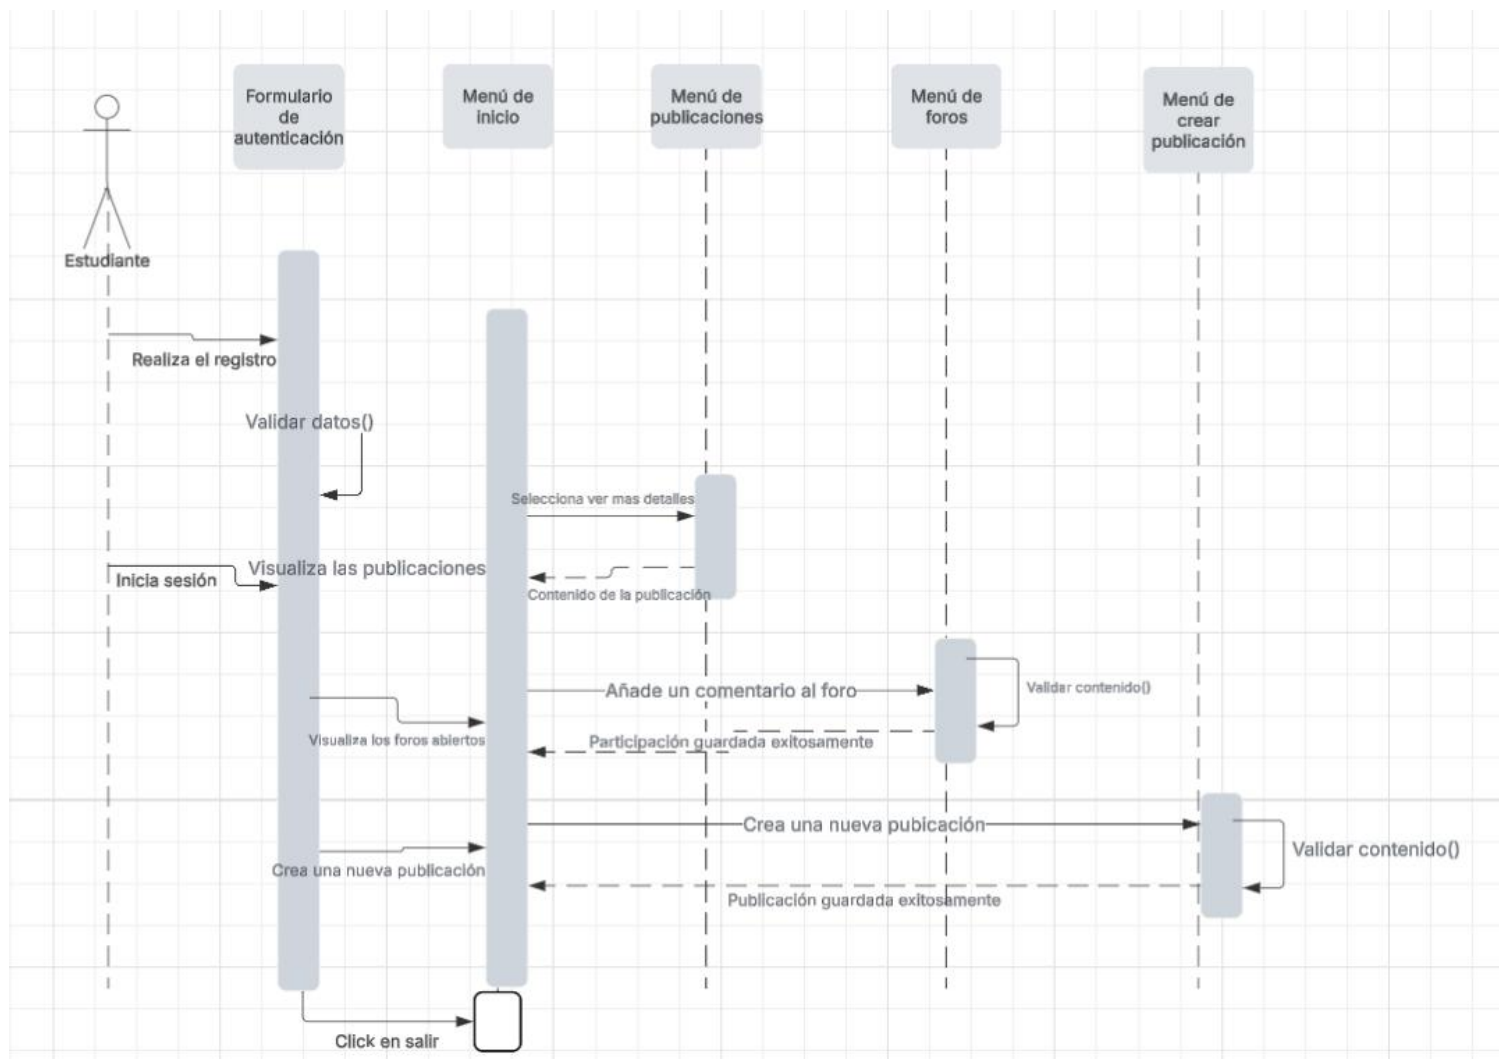 Formulario
de
autenticación
Menú de
inicio
Menú de
publicaciones
Menú de
foros
Menú de
crear
publicación
Estudiante
Realiza el registro
Validar datos()
Selecciona ver mas detalles
Inicia sesión
Visualiza las publicaciones
Contenido de la publicación
Añade un comentario al foro
Validar contenido()
Visualiza los foros abiertos
Participación guardada exitosamente
Crea una nueva pubicación
Validar contenido()
Crea una nueva publicación
Publicación guardada exitosamente
Click en salir